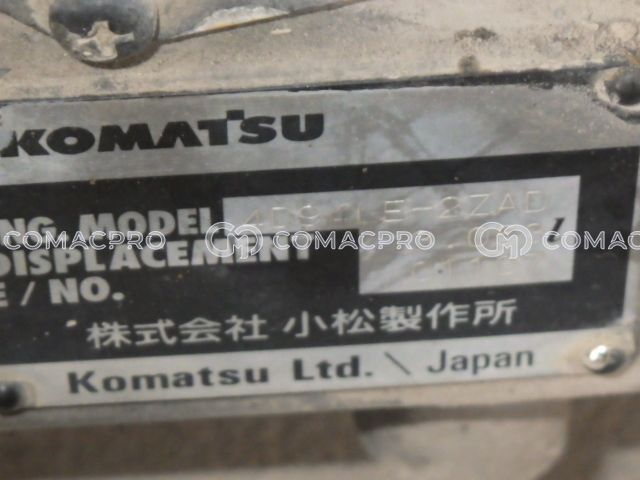 KOMATSU
NG. MODEL 4D94LE-2ZAD
DISPLACEMENT l
E / NO.
COMACPRO COMACPRO COMACPRO COMACPRO
株式会社 小松製作所
Komatsu Ltd. \ Japan